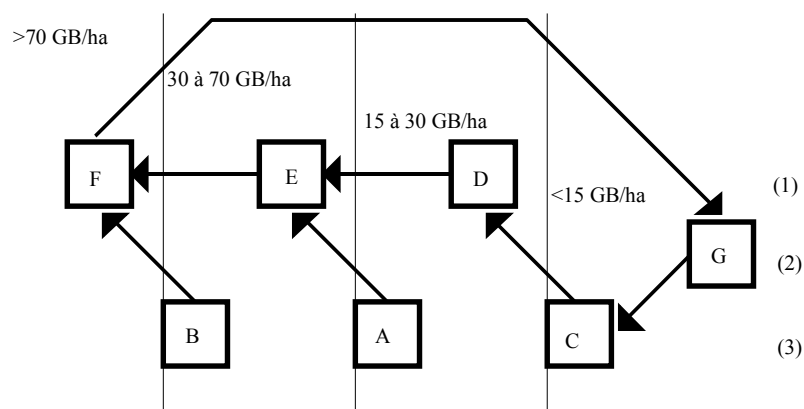 >70 GB/ha
30 à 70 GB/ha
15 à 30 GB/ha
<15 GB/ha
F
E
D
(1)
G
(2)
B
A
C
(3)